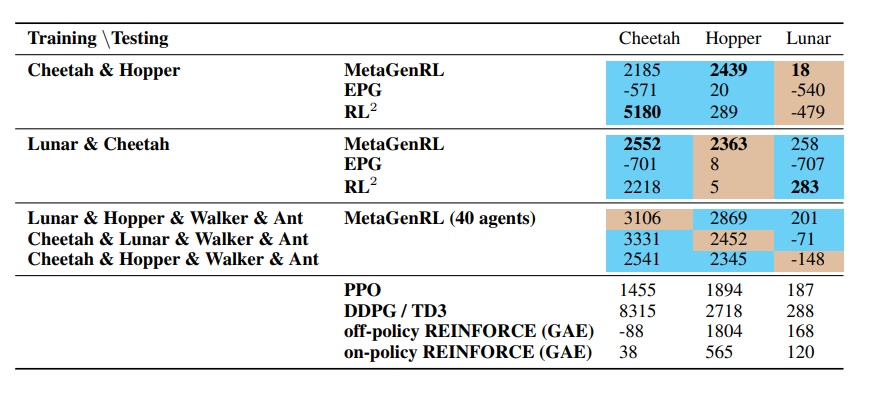 Training \Testing Cheetah Hopper Lunar
Cheetah & Hopper MetaGenRL 2185 2439 18
EPG -571 20 -540
RL² 5180 289 -479
Lunar & Cheetah MetaGenRL 2552 2363 258
EPG -701 8 -707
RL² 2218 5 283
Lunar & Hopper & Walker & Ant MetaGenRL (40 agents) 3106 2869 201
Cheetah & Lunar & Walker & Ant 3331 2452 -71
Cheetah & Hopper & Walker & Ant 2541 2345 -148
PPO 1455 1894 187
DDPG / TD3 8315 2718 288
off-policy REINFORCE (GAE) -88 1804 168
on-policy REINFORCE (GAE) 38 565 120